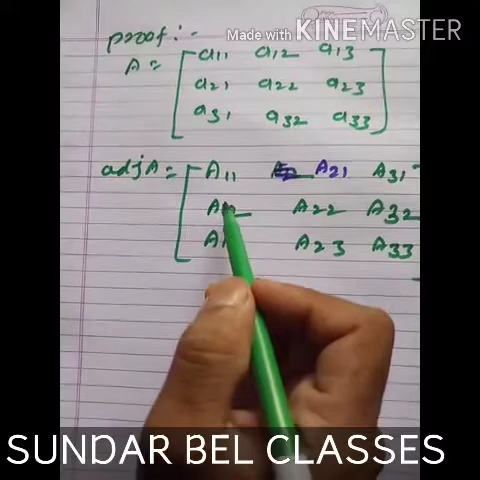 Made with KINEMASTER
proof:-
A = [ a11 a12 a13
a21 a22 a23
a31 a32 a33 ]
adjA = [ A11 A21 A31
A12 A22 A32
A23 A33
SUNDAR BEL CLASSES